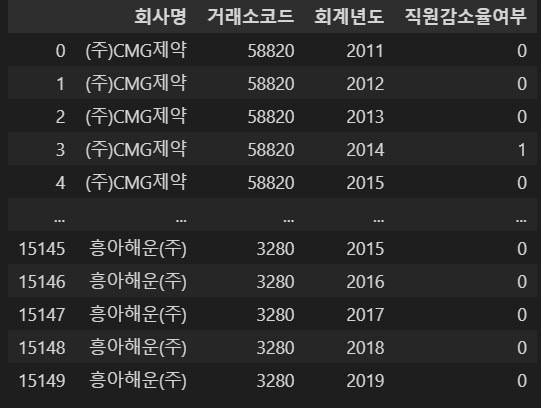 회사명 거래소코드 회계년도 직원감소율여부
0 (주)CMG제약 58820 2011 0
1 (주)CMG제약 58820 2012 0
2 (주)CMG제약 58820 2013 0
3 (주)CMG제약 58820 2014 1
4 (주)CMG제약 58820 2015 0
... ... ... ... ...
15145 흥아해운(주) 3280 2015 0
15146 흥아해운(주) 3280 2016 0
15147 흥아해운(주) 3280 2017 0
15148 흥아해운(주) 3280 2018 0
15149 흥아해운(주) 3280 2019 0